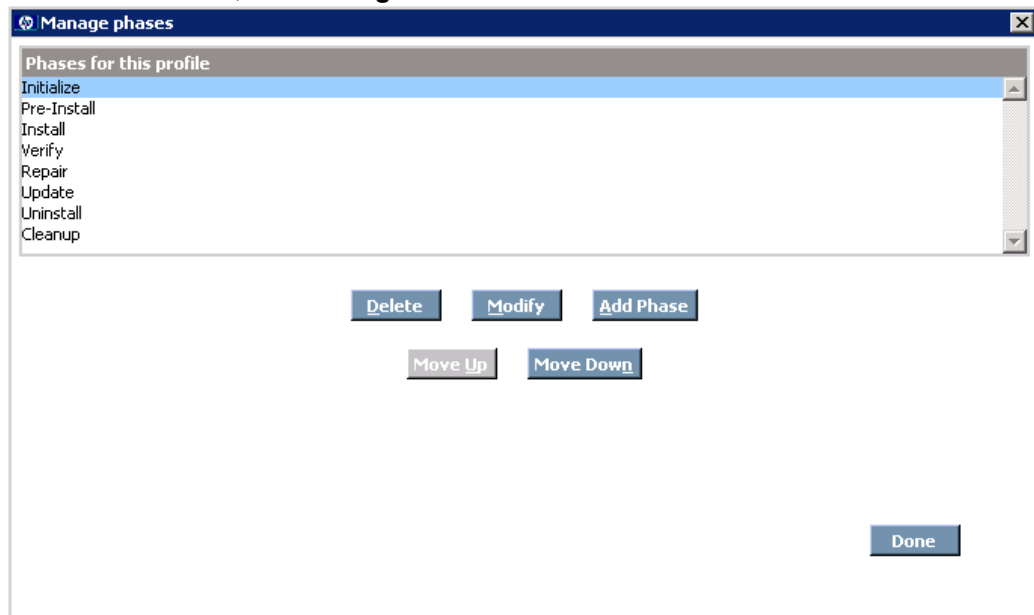 Manage phases
Phases for this profile
Initialize
Pre-Install
Install
Verify
Repair
Update
Uninstall
Cleanup
Delete Modify Add Phase
Move Up Move Down
Done